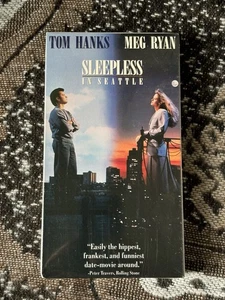 TOM HANKS MEG RYAN
SLEEPLESS
IN SEATTLE
"Easily the hippest,
frankest, and funniest
date-movie around."
-Peter Travers, Rolling Stone